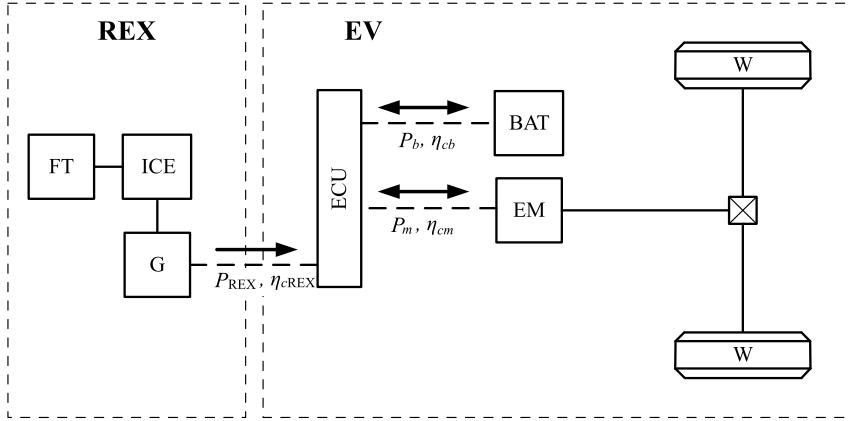 REX
EV
W
FT
ICE
G
P_REX, η_cREX
ECU
P_b, η_cb
BAT
P_m, η_cm
EM
W